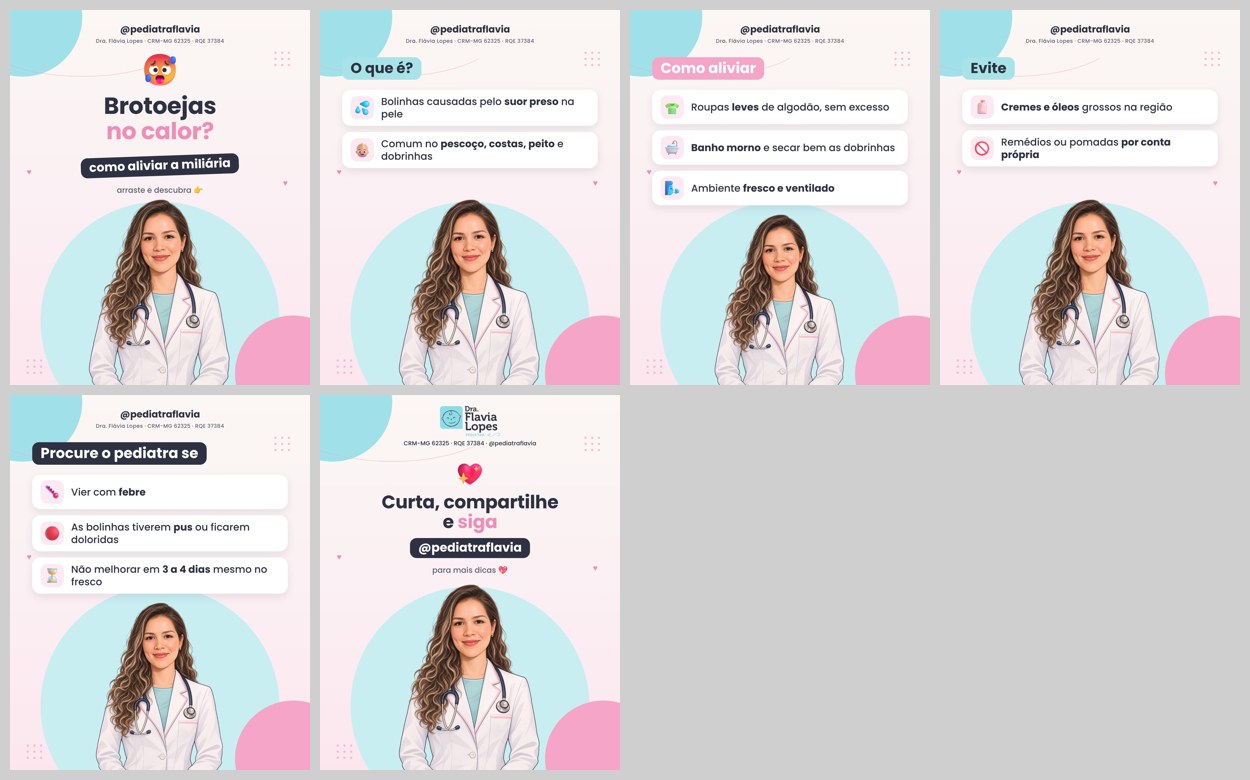 @pediatraflavia
Dra. Flávia Lopes · CRM-MG 62325 · RQE 37384
Brotoejas
no calor?
como aliviar a miliária
arraste e descubra 👉
@pediatraflavia
Dra. Flávia Lopes · CRM-MG 62325 · RQE 37384
O que é?
Bolinhas causadas pelo suor preso na
pele
Comum no pescoço, costas, peito e
dobrinhas
@pediatraflavia
Dra. Flávia Lopes · CRM-MG 62325 · RQE 37384
Como aliviar
Roupas leves de algodão, sem excesso
Banho morno e secar bem as dobrinhas
Ambiente fresco e ventilado
@pediatraflavia
Dra. Flávia Lopes · CRM-MG 62325 · RQE 37384
Evite
Cremes e óleos grossos na região
Remédios ou pomadas por conta
própria
@pediatraflavia
Dra. Flávia Lopes · CRM-MG 62325 · RQE 37384
Procure o pediatra se
Vier com febre
As bolinhas tiverem pus ou ficarem
doloridas
Não melhorar em 3 a 4 dias mesmo no
fresco
Dra.
Flavia
Lopes
CRM-MG 62325 · RQE 37384 · @pediatraflavia
Curta, compartilhe
e siga
@pediatraflavia
para mais dicas 💖